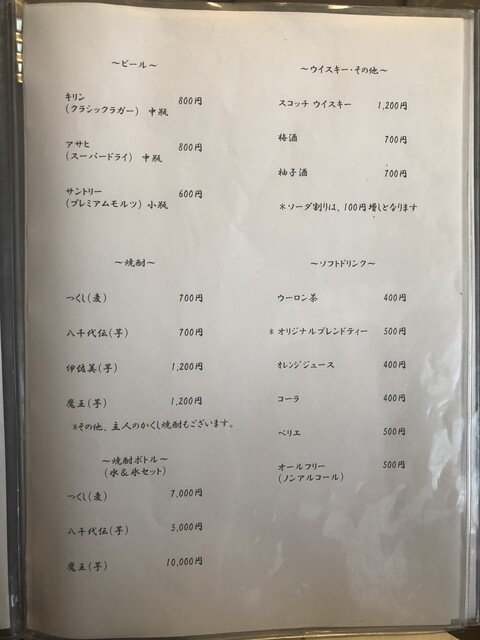 ～ビール～
キリン
(クラシックラガー) 中瓶 800円
アサヒ
(スーパードライ) 中瓶 800円
サントリー
(プレミアムモルツ) 小瓶 600円
～焼酎～
つくし(麦) 700円
八千代伝(芋) 700円
伊佐美(芋) 1,200円
魔王(芋) 1,200円
*その他、主人のかくし焼酎もございます。
～焼酎ボトル～
(水&氷セット)
つくし(麦) 7,000円
八千代伝(芋) 5,000円
魔王(芋) 10,000円
～ウイスキー・その他～
スコッチ ウイスキー 1,200円
梅酒 700円
柚子酒 700円
*ソーダ割りは、100円増しとなります
～ソフトドリンク～
ウーロン茶 400円
*オリジナルブレンドティー 500円
オレンジジュース 400円
コーラ 400円
ペリエ 500円
オールフリー 500円
(ノンアルコール)